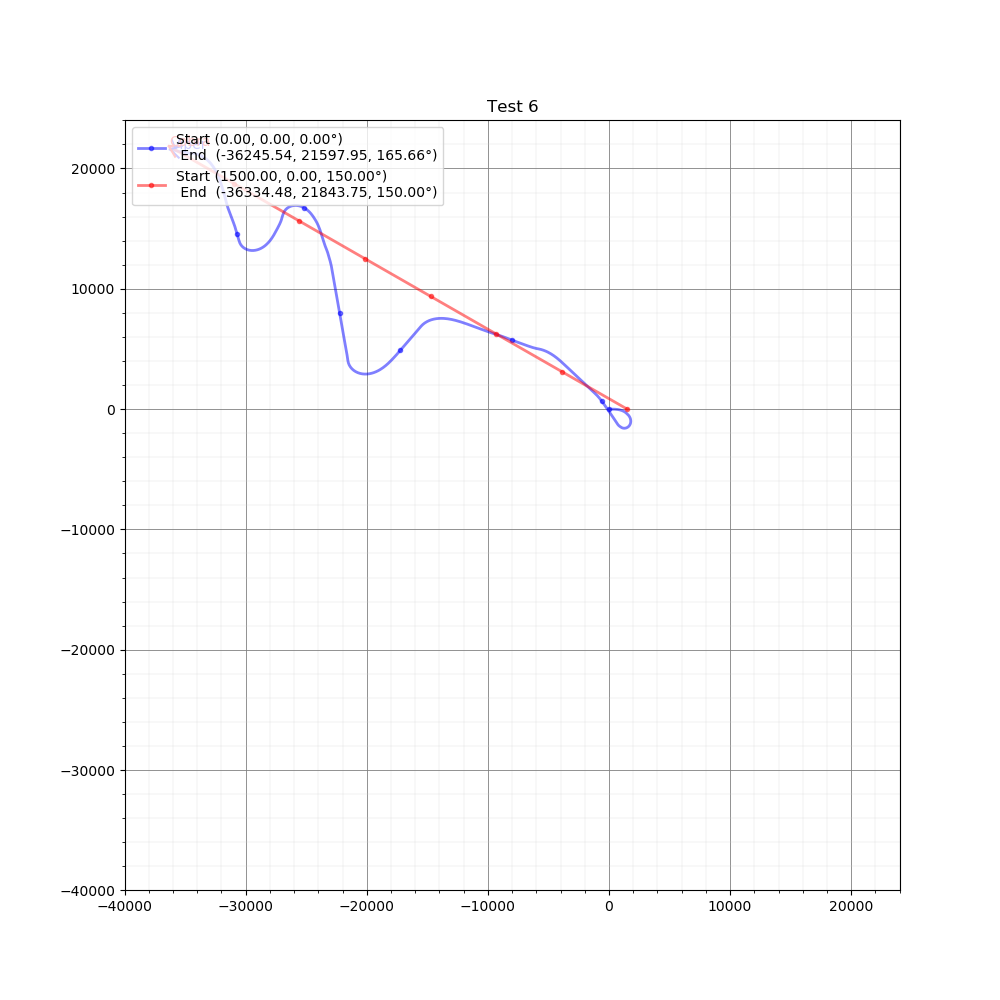 Test 6
Start (0.00, 0.00, 0.00°)
End (-36245.54, 21597.95, 165.66°)
Start (1500.00, 0.00, 150.00°)
End (-36334.48, 21843.75, 150.00°)
20000
10000
0
−10000
−20000
−30000
−40000
−40000 −30000 −20000 −10000 0 10000 20000